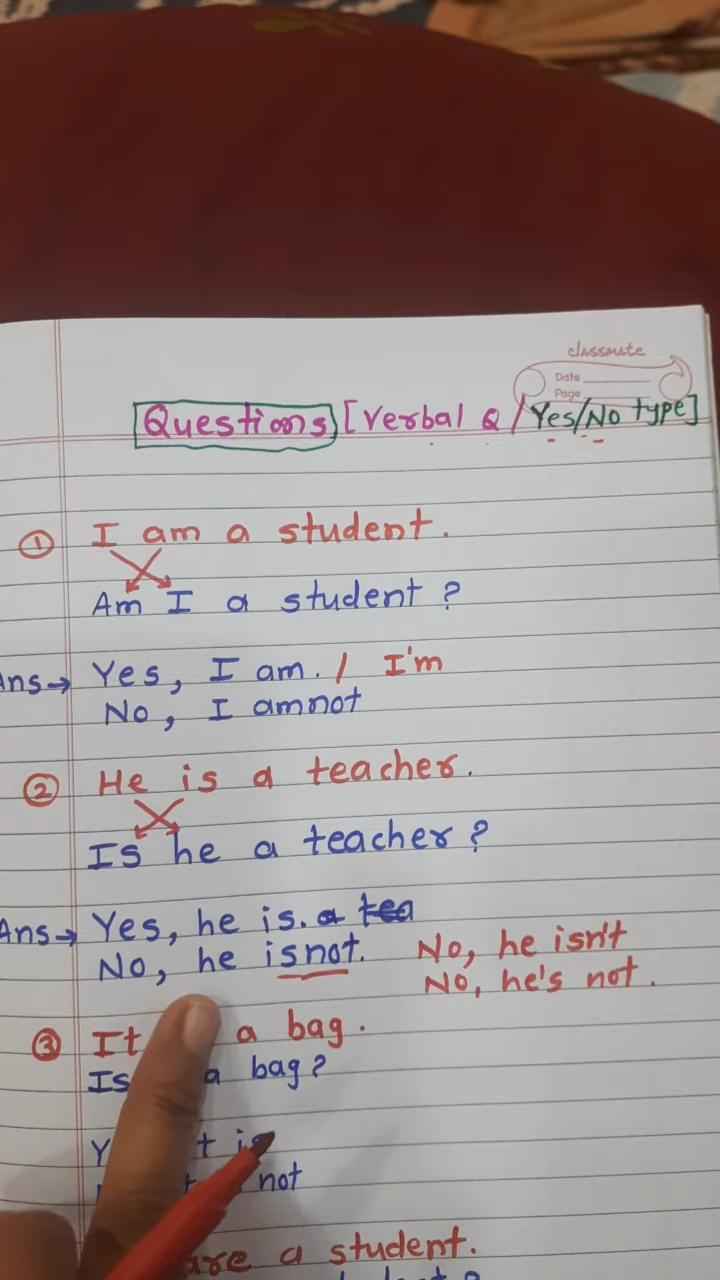 classmate
Date
Page
Questions [Verbal Q / Yes/No type]
① I am a student.
Am I a student ?
Ans → Yes, I am. / I'm
No, I amnot
② He is a teacher.
Is he a teacher ?
Ans → Yes, he is. a tea
No, he isnot. No, he isn't
No, he's not.
③ It a bag.
Is a bag?
not
are a student.